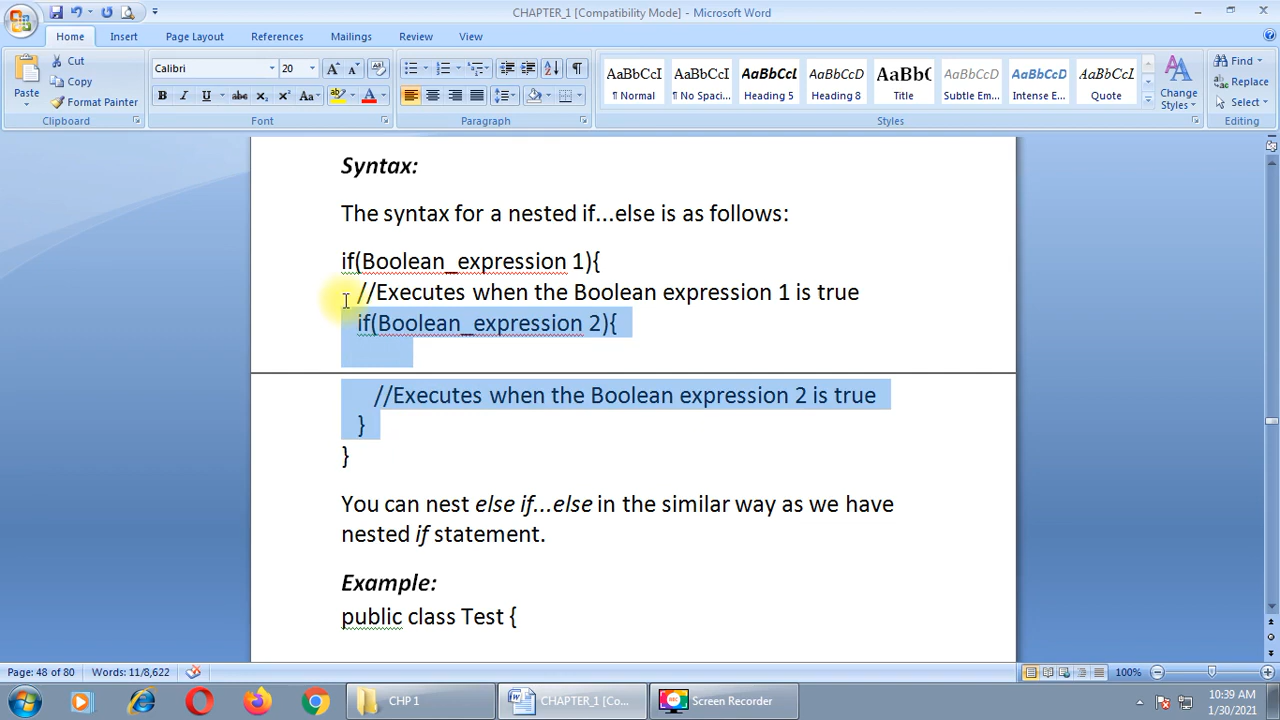 CHAPTER_1 [Compatibility Mode] - Microsoft Word
Home Insert Page Layout References Mailings Review View
Paste
Cut
Copy
Format Painter
Clipboard
Calibri 20
B I U abc x₂ x² Aa
Font
Paragraph
AaBbCcI AaBbCcI AaBbCcL AaBbCcD AaBbC AaBbCcD AaBbCcD AaBbCcI
¶ Normal ¶ No Spaci... Heading 5 Heading 8 Title Subtle Em... Intense E... Quote
Change Styles
Styles
Find
Replace
Select
Editing
Syntax:
The syntax for a nested if...else is as follows:
if(Boolean_expression 1){
//Executes when the Boolean expression 1 is true
if(Boolean_expression 2){
//Executes when the Boolean expression 2 is true
}
}
You can nest else if...else in the similar way as we have
nested if statement.
Example:
public class Test {
Page: 48 of 80 Words: 11/8,622 100%
CHP 1 CHAPTER_1 [Co... Screen Recorder
10:39 AM
1/30/2021